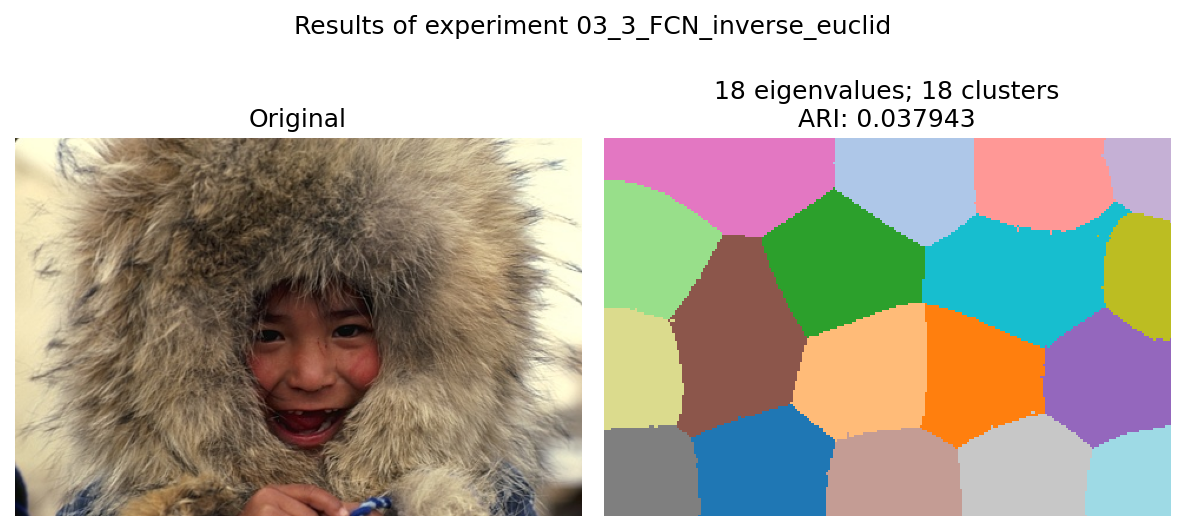 Results of experiment 03_3_FCN_inverse_euclid
Original
18 eigenvalues; 18 clusters
ARI: 0.037943